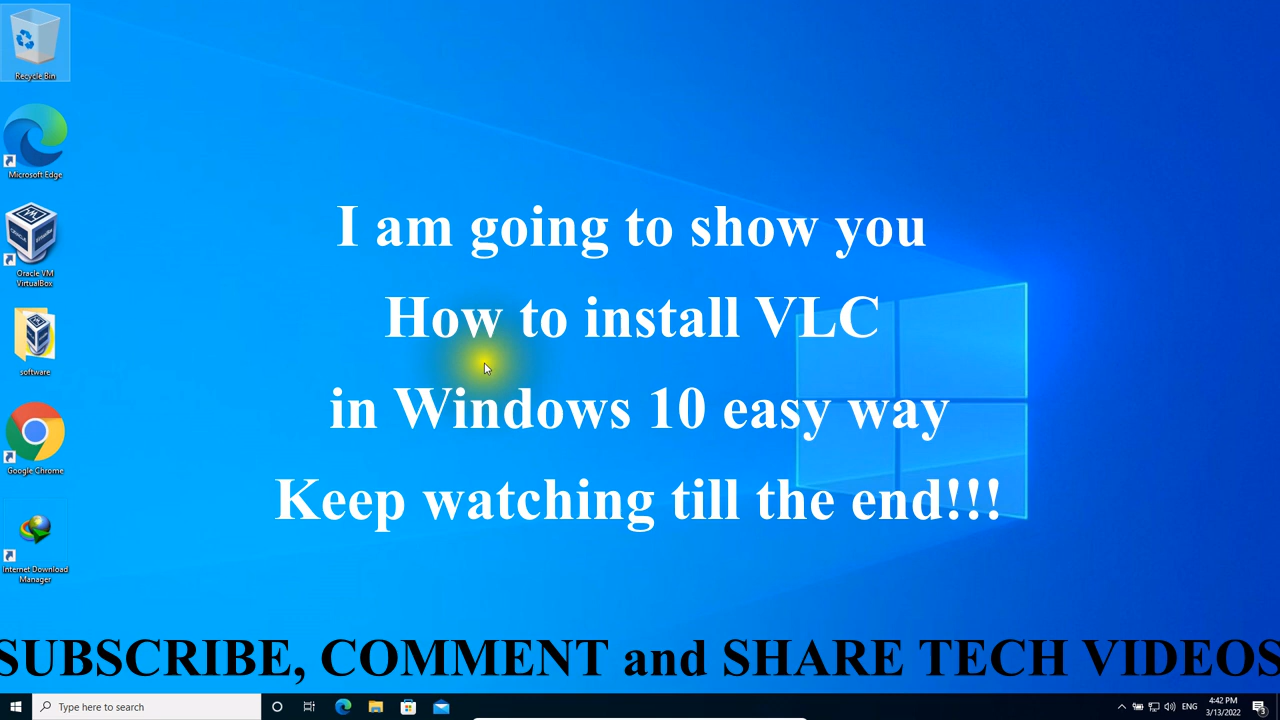 Recycle Bin
Microsoft Edge
Oracle VM
VirtualBox
software
Google Chrome
Internet Download
Manager
I am going to show you
How to install VLC
in Windows 10 easy way
Keep watching till the end!!!
SUBSCRIBE, COMMENT and SHARE TECH VIDEOS
Type here to search
ENG
4:42 PM
3/13/2022
3